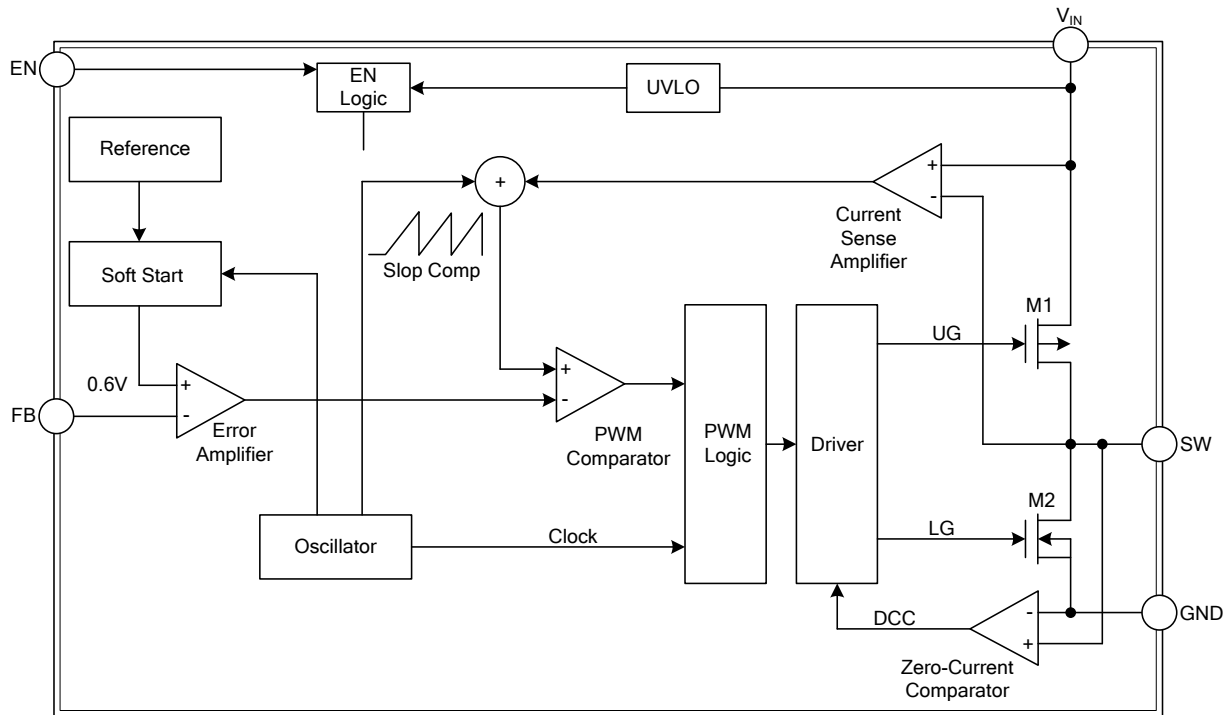 VIN
EN
EN
Logic
UVLO
Reference
+
+
-
Current
Sense
Amplifier
Slop Comp
Soft Start
M1
UG
0.6V
+
-
FB
Error
Amplifier
+
-
PWM
Comparator
PWM
Logic
Driver
SW
M2
LG
Oscillator
Clock
DCC
-
+
GND
Zero-Current
Comparator